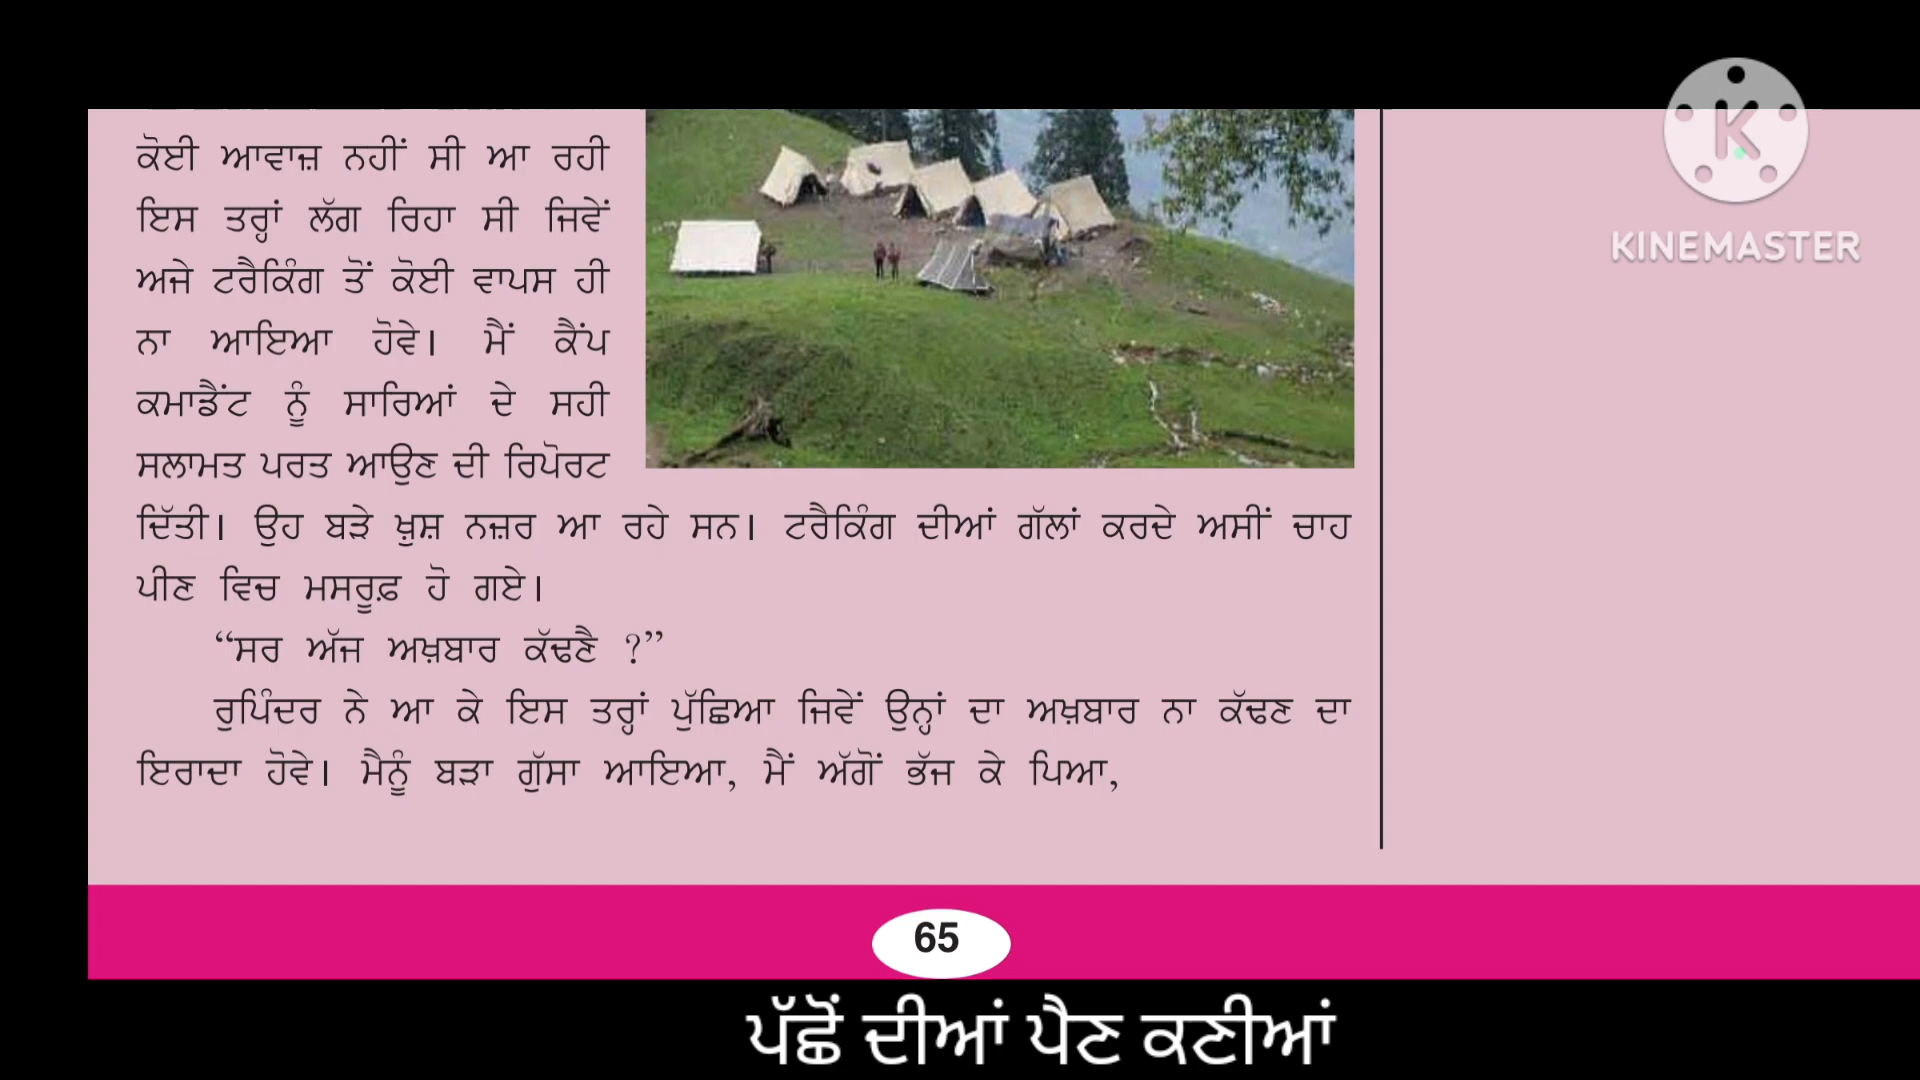 ਕੋਈ ਆਵਾਜ਼ ਨਹੀਂ ਸੀ ਆ ਰਹੀ
ਇਸ ਤਰ੍ਹਾਂ ਲੱਗ ਰਿਹਾ ਸੀ ਜਿਵੇਂ
ਅਜੇ ਟਰੈਕਿੰਗ ਤੋਂ ਕੋਈ ਵਾਪਸ ਹੀ
ਨਾ ਆਇਆ ਹੋਵੇ। ਮੈਂ ਕੈਂਪ
ਕਮਾਡੈਂਟ ਨੂੰ ਸਾਰਿਆਂ ਦੇ ਸਹੀ
ਸਲਾਮਤ ਪਰਤ ਆਉਣ ਦੀ ਰਿਪੋਰਟ
ਦਿੱਤੀ। ਉਹ ਬੜੇ ਖ਼ੁਸ਼ ਨਜ਼ਰ ਆ ਰਹੇ ਸਨ। ਟਰੈਕਿੰਗ ਦੀਆਂ ਗੱਲਾਂ ਕਰਦੇ ਅਸੀਂ ਚਾਹ
ਪੀਣ ਵਿਚ ਮਸਰੂਫ਼ ਹੋ ਗਏ।
“ਸਰ ਅੱਜ ਅਖ਼ਬਾਰ ਕੱਢਣੈ ?”
ਰੁਪਿੰਦਰ ਨੇ ਆ ਕੇ ਇਸ ਤਰ੍ਹਾਂ ਪੁੱਛਿਆ ਜਿਵੇਂ ਉਨ੍ਹਾਂ ਦਾ ਅਖ਼ਬਾਰ ਨਾ ਕੱਢਣ ਦਾ
ਇਰਾਦਾ ਹੋਵੇ। ਮੈਨੂੰ ਬੜਾ ਗੁੱਸਾ ਆਇਆ, ਮੈਂ ਅੱਗੋਂ ਭੱਜ ਕੇ ਪਿਆ,
65
ਪੱਛੋਂ ਦੀਆਂ ਪੈਣ ਕਣੀਆਂ
KINEMASTER